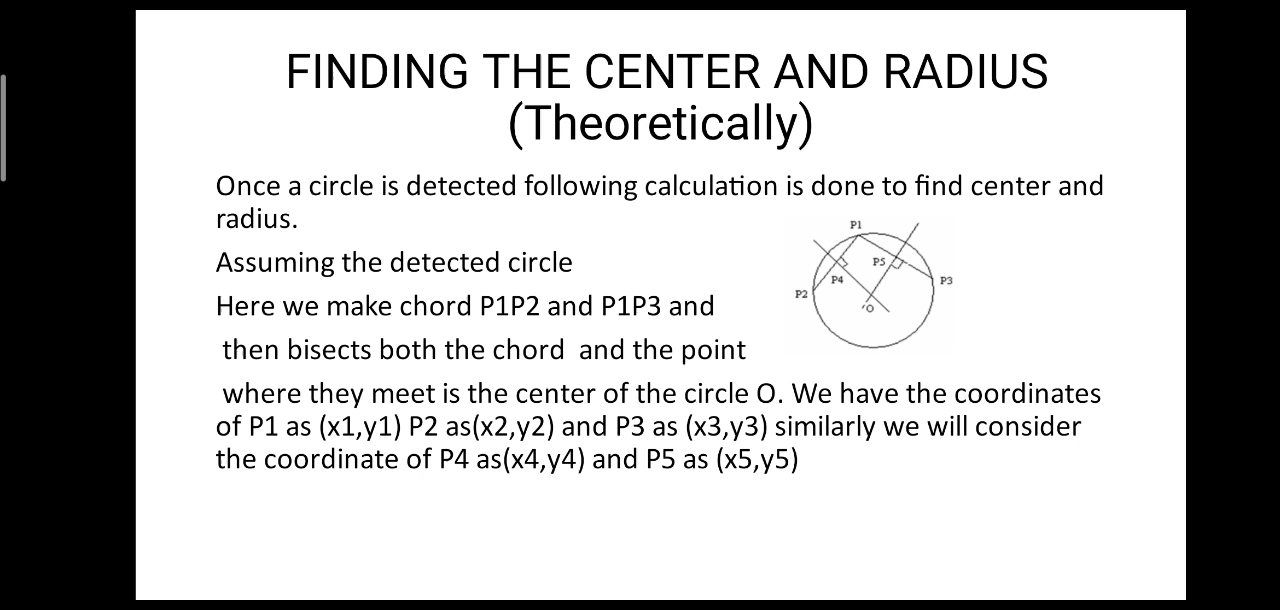 FINDING THE CENTER AND RADIUS
(Theoretically)
Once a circle is detected following calculation is done to find center and
radius.
Assuming the detected circle
Here we make chord P1P2 and P1P3 and
then bisects both the chord  and the point
where they meet is the center of the circle O. We have the coordinates
of P1 as (x1,y1) P2 as(x2,y2) and P3 as (x3,y3) similarly we will consider
the coordinate of P4 as(x4,y4) and P5 as (x5,y5)
P1
P5
P4
P3
P2
'O